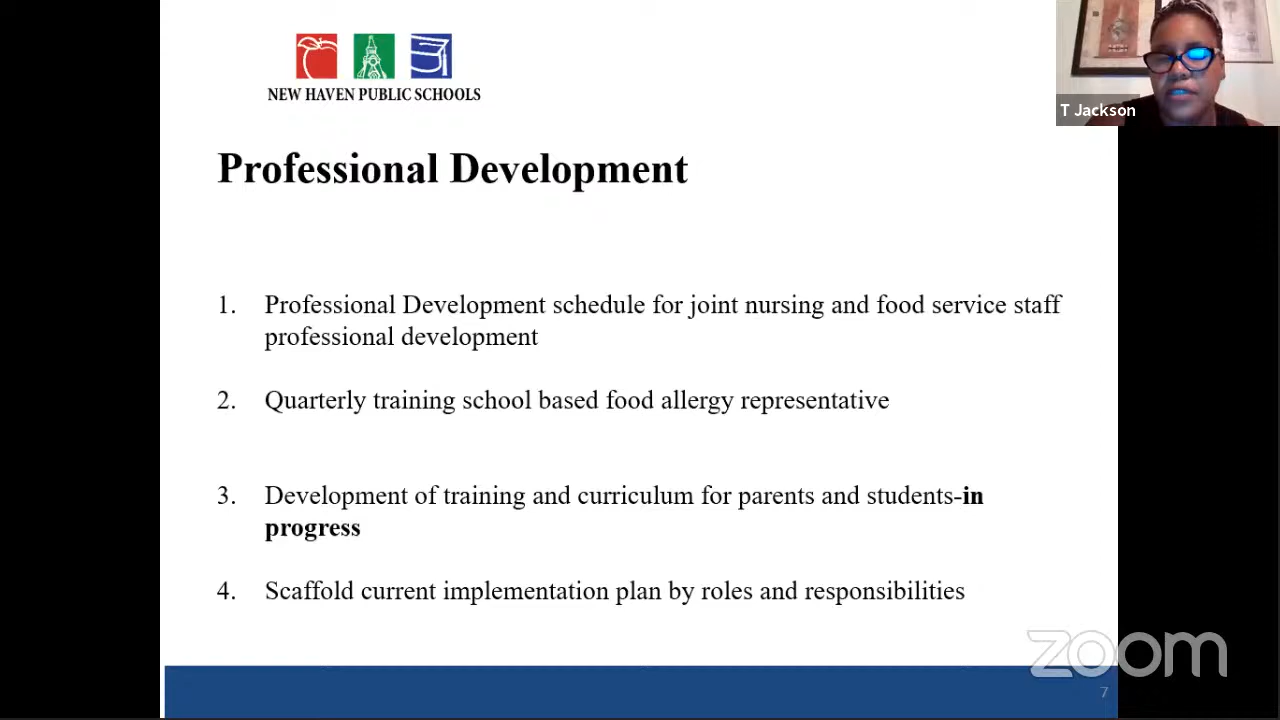 NEW HAVEN PUBLIC SCHOOLS
T Jackson
Professional Development
1. Professional Development schedule for joint nursing and food service staff
professional development
2. Quarterly training school based food allergy representative
3. Development of training and curriculum for parents and students-in
progress
4. Scaffold current implementation plan by roles and responsibilities
zoom
7